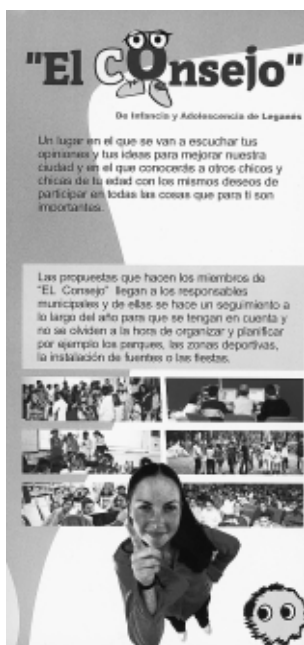 "El COnsejo"
De Infancia y Adolescencia de Leganés
Un lugar en el que se van a escuchar tus
opiniones y tus ideas para mejorar nuestra
ciudad y en el que conocerás a otros chicos y
chicas de tu edad con los mismos deseos de
participar en todas las cosas que para ti son
importantes.
Las propuestas que hacen los miembros de
"EL Consejo" llegan a los responsables
municipales y de ellas se hace un seguimiento a
lo largo del año para que se tengan en cuenta y
no se olviden a la hora de organizar y planificar
por ejemplo los parques, las zonas deportivas,
la instalación de fuentes o las fiestas.